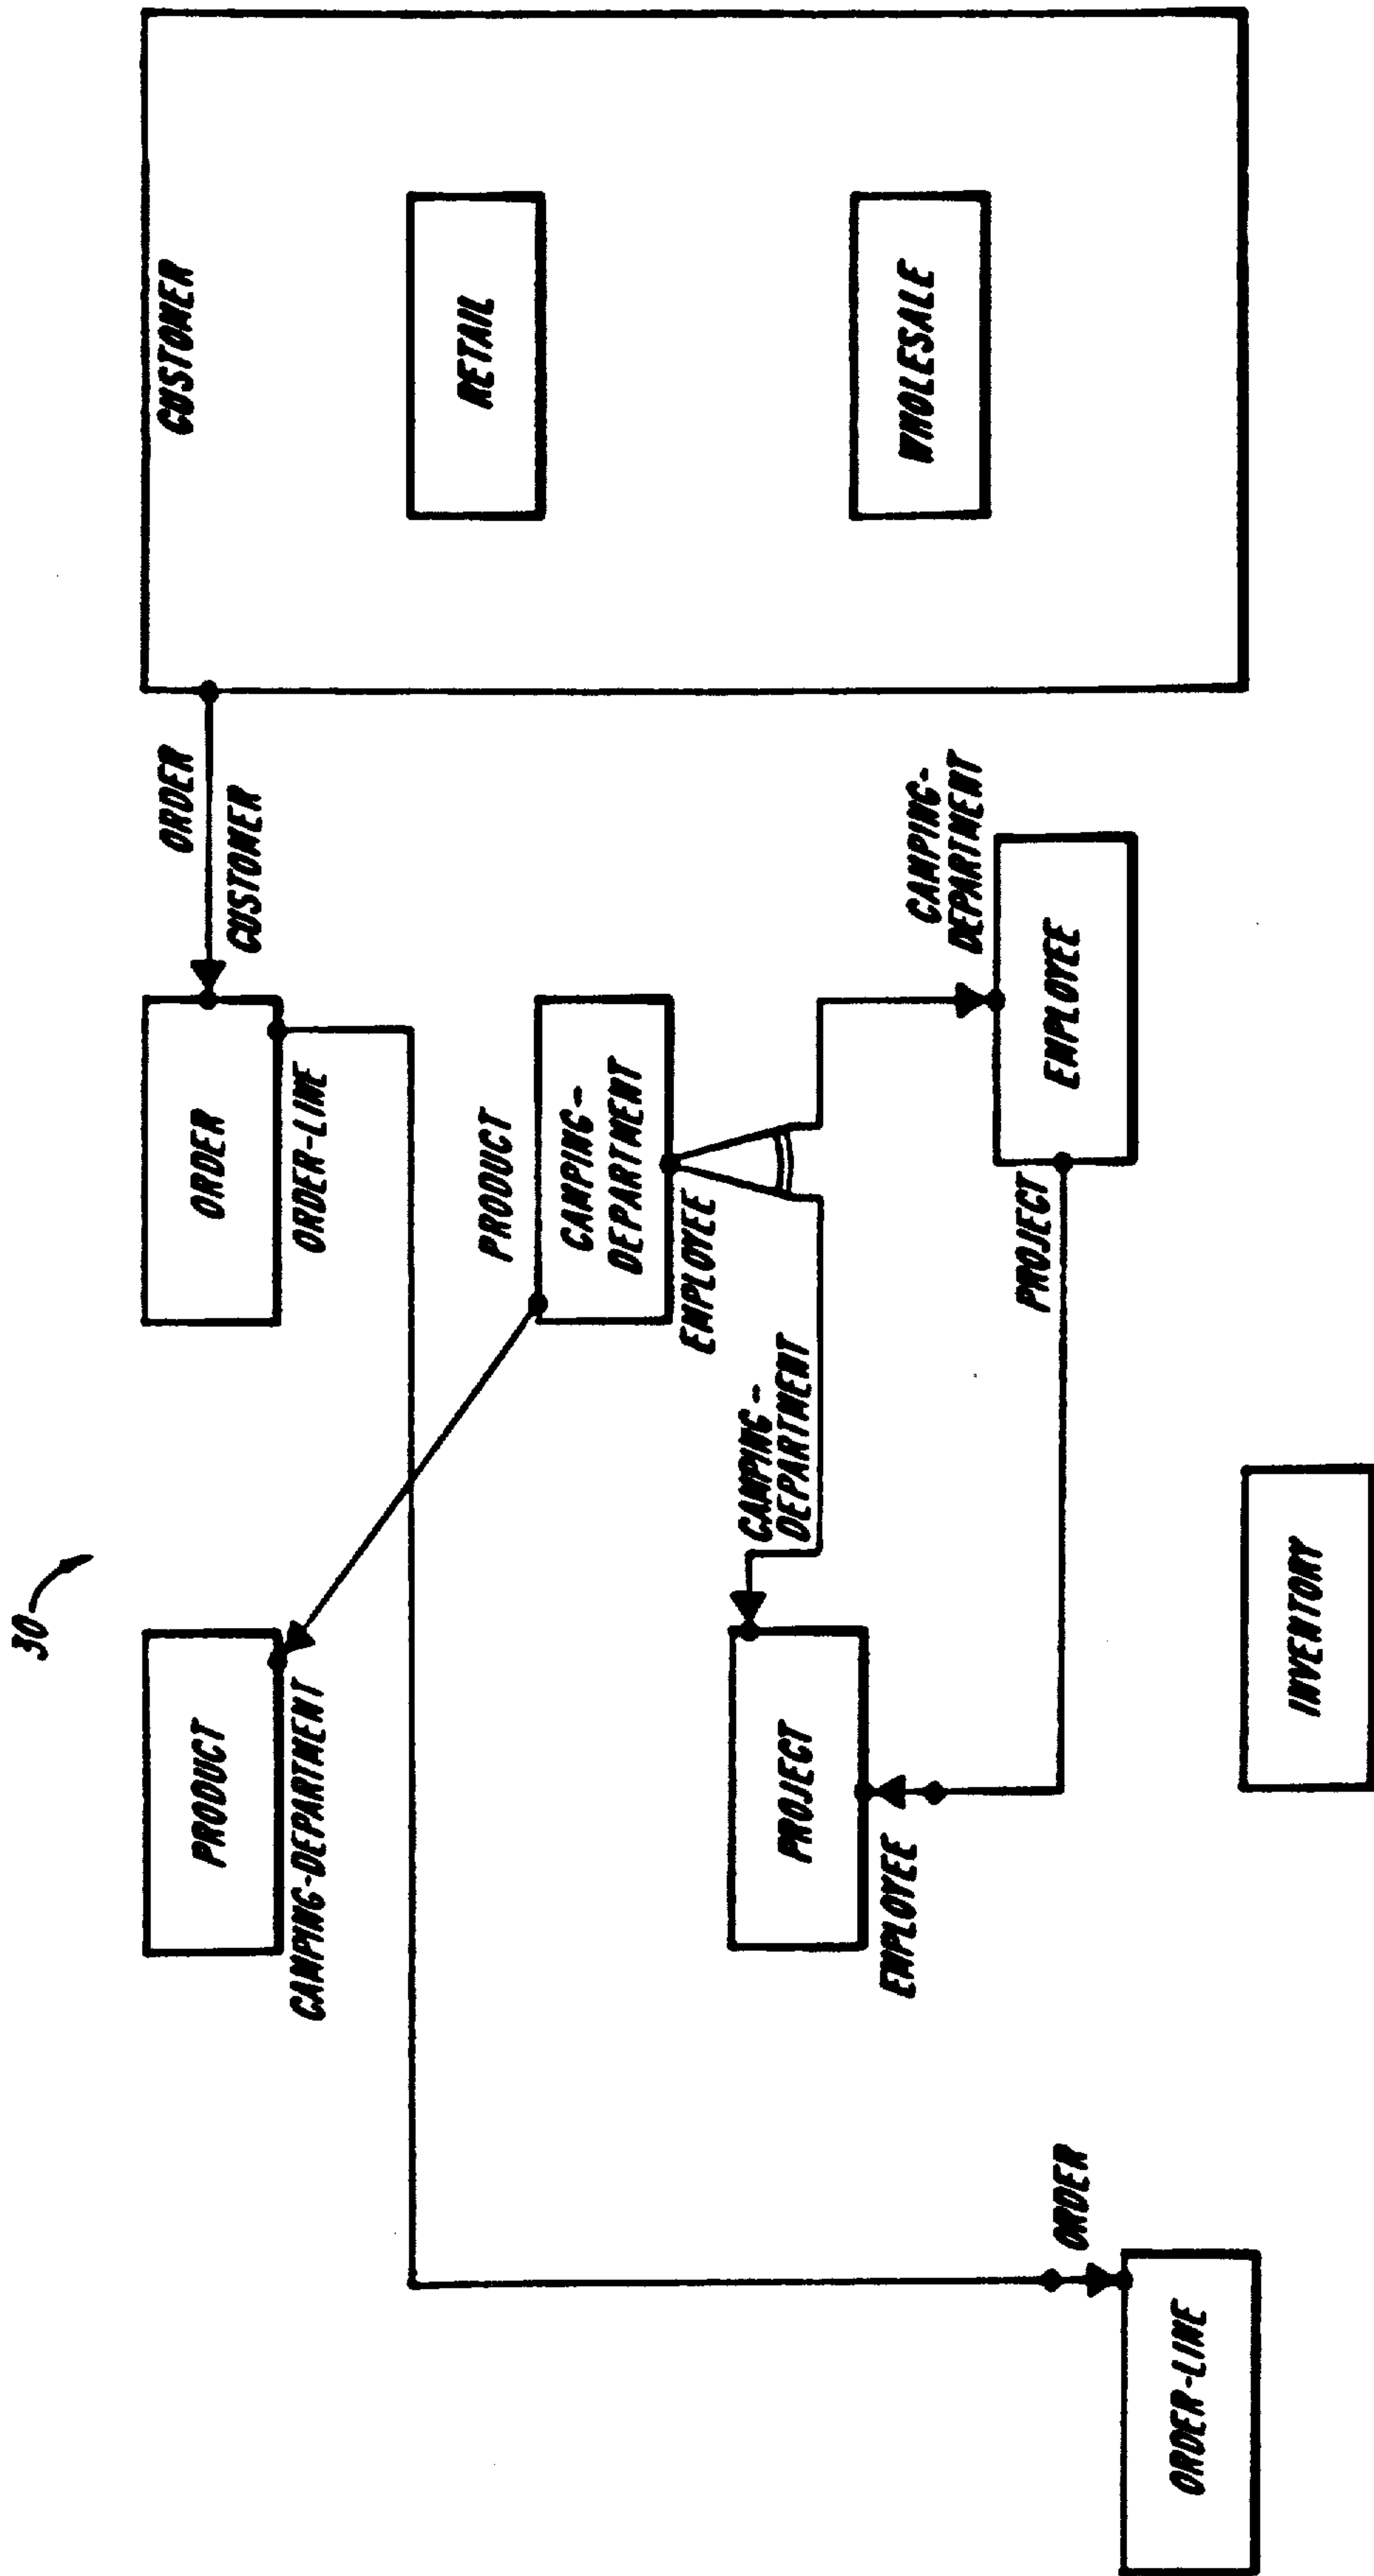 30
PRODUCT
CAMPING-DEPARTMENT
ORDER
ORDER-LINE
ORDER
CUSTOMER
CUSTOMER
RETAIL
WHOLESALE
PRODUCT
CAMPING-
DEPARTMENT
EMPLOYEE
CAMPING-
DEPARTMENT
PROJECT
EMPLOYEE
CAMPING-
DEPARTMENT
EMPLOYEE
PROJECT
ORDER
ORDER-LINE
INVENTORY